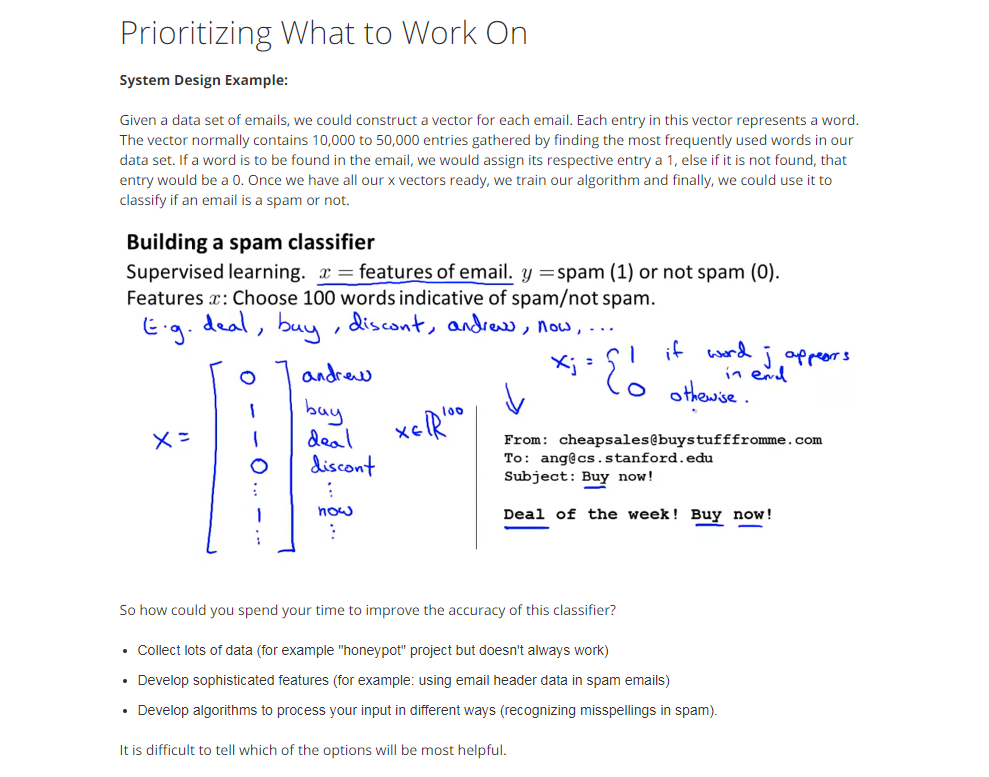 Prioritizing What to Work On
System Design Example:
Given a data set of emails, we could construct a vector for each email. Each entry in this vector represents a word.
The vector normally contains 10,000 to 50,000 entries gathered by finding the most frequently used words in our
data set. If a word is to be found in the email, we would assign its respective entry a 1, else if it is not found, that
entry would be a 0. Once we have all our x vectors ready, we train our algorithm and finally, we could use it to
classify if an email is a spam or not.
Building a spam classifier
Supervised learning. x = features of email. y = spam (1) or not spam (0).
Features x: Choose 100 words indicative of spam/not spam.
E.g. deal, buy, discont, andrew, now, ...
xj = { 1 if word j appears
in
0 othewise.
x =
0 andrew
1 buy
1 deal
0 discont
⋮ ⋮
1 now
⋮ ⋮
x∈ℝ¹⁰⁰
From: cheapsales@buystufffromme.com
To: ang@cs.stanford.edu
Subject: Buy now!
Deal of the week! Buy now!
So how could you spend your time to improve the accuracy of this classifier?
• Collect lots of data (for example "honeypot" project but doesn't always work)
• Develop sophisticated features (for example: using email header data in spam emails)
• Develop algorithms to process your input in different ways (recognizing misspellings in spam).
It is difficult to tell which of the options will be most helpful.